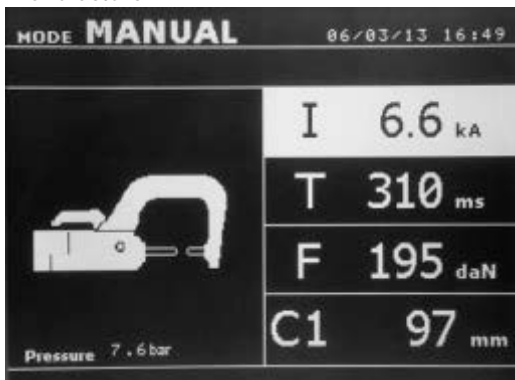 MODE MANUAL 06/03/13 16:49
I 6.6 kA
T 310 ms
F 195 daN
C1 97 mm
Pressure 7.6 bar